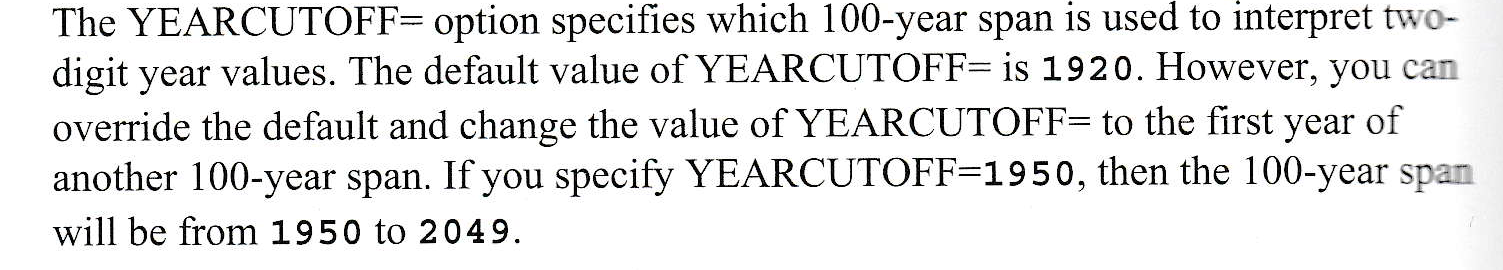 The YEARCUTOFF= option specifies which 100-year span is used to interpret two-
digit year values. The default value of YEARCUTOFF= is 1920. However, you can
override the default and change the value of YEARCUTOFF= to the first year of
another 100-year span. If you specify YEARCUTOFF=1950, then the 100-year span
will be from 1950 to 2049.